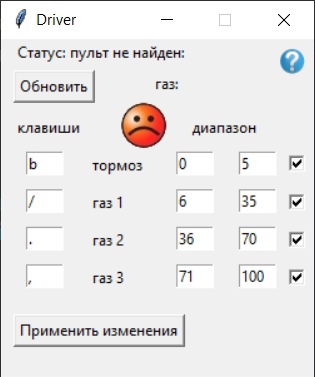 Driver
Статус: пульт не найден:
?
Обновить газ:
клавиши диапазон
b тормоз 0 5
/ газ 1 6 35
. газ 2 36 70
, газ 3 71 100
Применить изменения